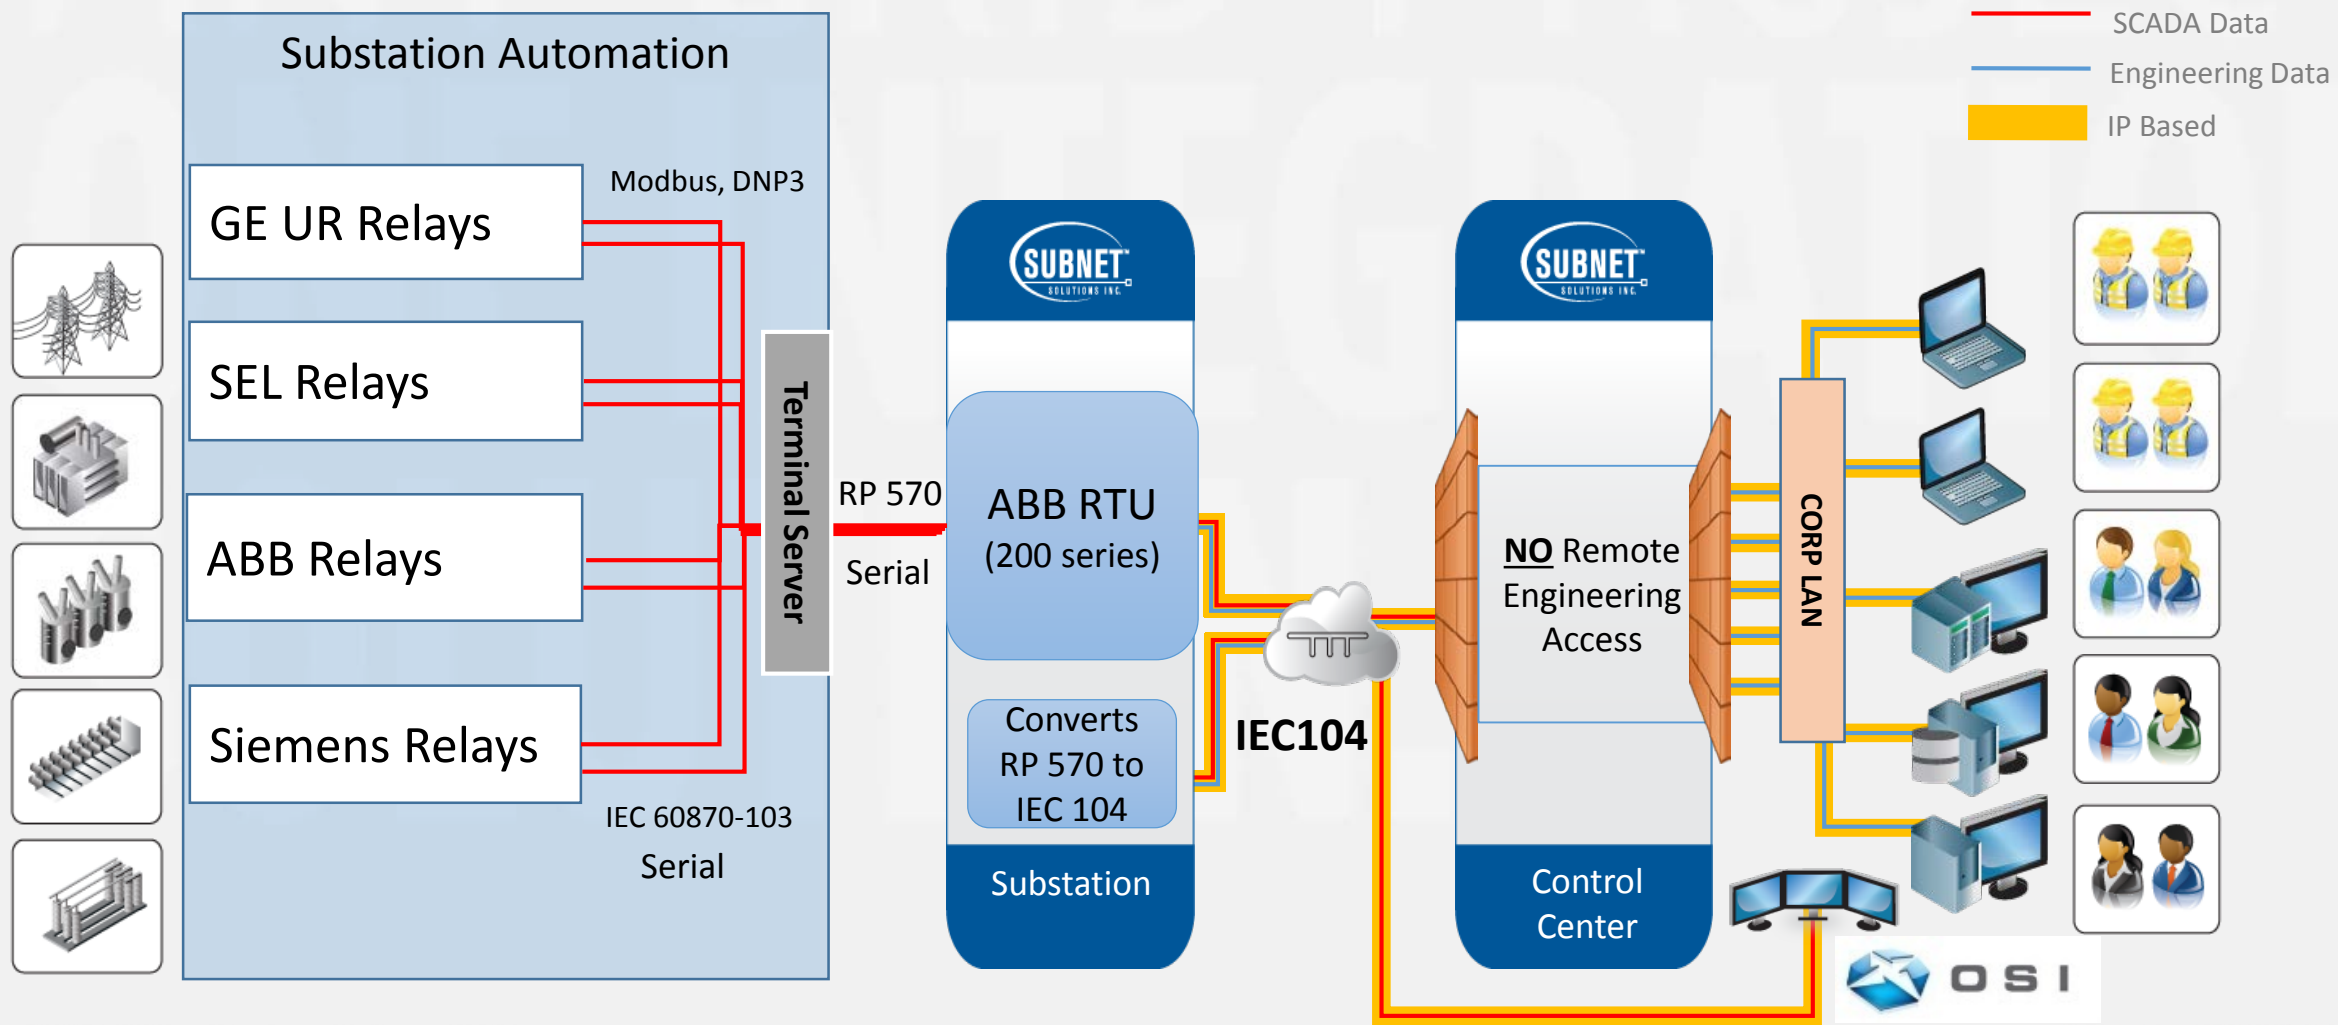 SCADA Data
Engineering Data
IP Based
Substation Automation
Modbus, DNP3
GE UR Relays
SEL Relays
ABB Relays
Siemens Relays
IEC 60870-103
Serial
Terminal Server
RP 570
Serial
SUBNET™
SOLUTIONS INC.
ABB RTU
(200 series)
Converts
RP 570 to
IEC 104
Substation
IEC104
SUBNET™
SOLUTIONS INC.
NO Remote
Engineering
Access
Control
Center
CORP LAN
OSI